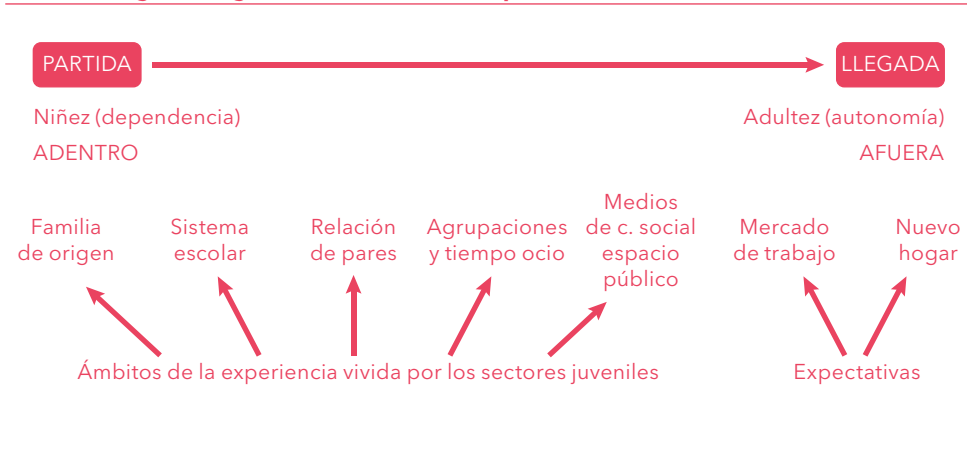 PARTIDA
LLEGADA
Niñez (dependencia)
Adultez (autonomía)
ADENTRO
AFUERA
Familia
de origen
Sistema
escolar
Relación
de pares
Agrupaciones
y tiempo ocio
Medios
de c. social
espacio
público
Mercado
de trabajo
Nuevo
hogar
Ámbitos de la experiencia vivida por los sectores juveniles
Expectativas